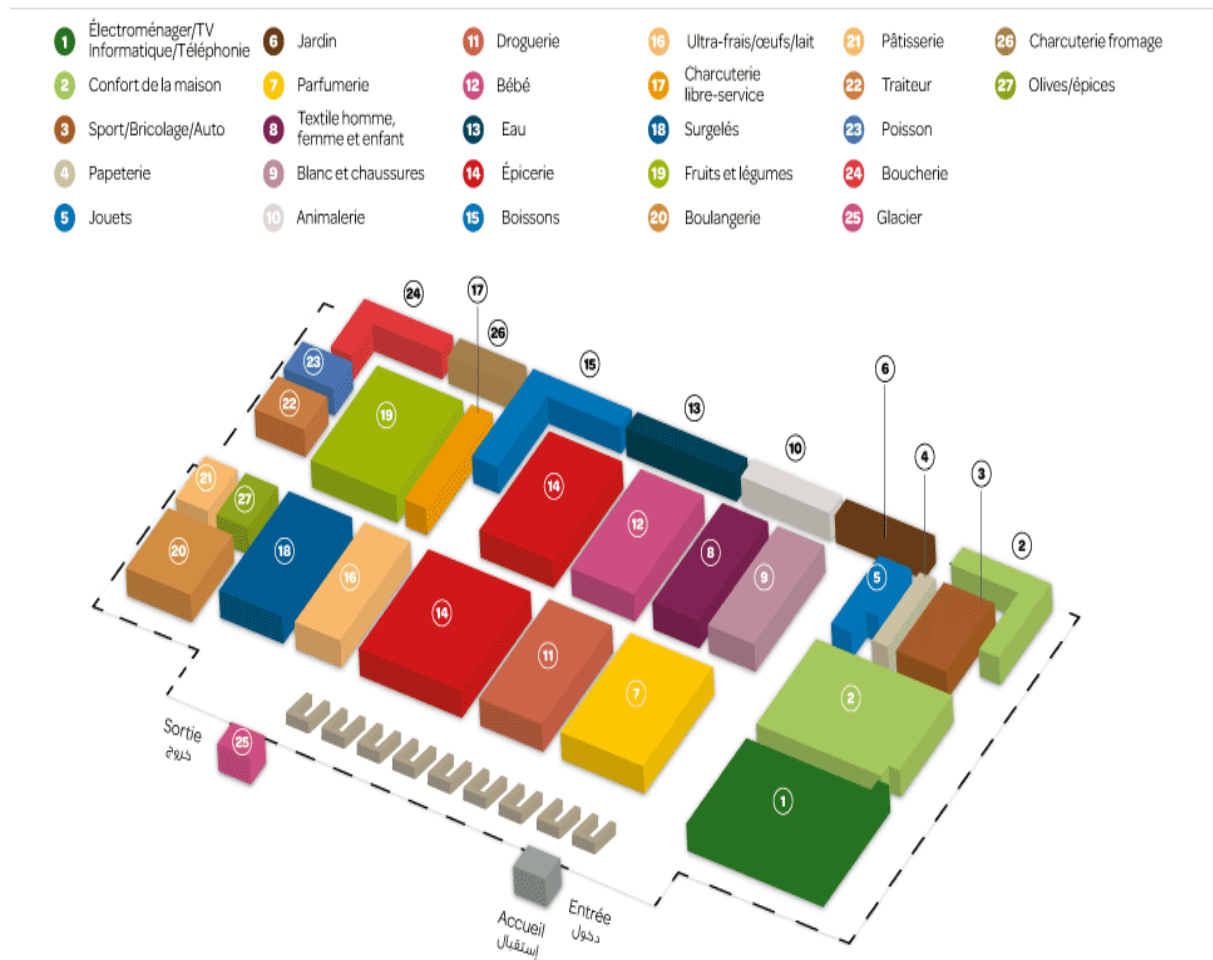 1 Électroménager/TV
Informatique/Téléphonie
2 Confort de la maison
3 Sport/Bricolage/Auto
4 Papeterie
5 Jouets
6 Jardin
7 Parfumerie
8 Textile homme,
femme et enfant
9 Blanc et chaussures
10 Animalerie
11 Droguerie
12 Bébé
13 Eau
14 Épicerie
15 Boissons
16 Ultra-frais/œufs/lait
17 Charcuterie
libre-service
18 Surgelés
19 Fruits et légumes
20 Boulangerie
21 Pâtisserie
22 Traiteur
23 Poisson
24 Boucherie
25 Glacier
26 Charcuterie fromage
27 Olives/épices
24
17
26
23
15
22
19
6
13
10
4
3
21
27
14
2
12
20
18
16
8
5
9
14
11
7
2
25
1
Sortie
خروج
Entrée
دخول
Accueil
إستقبال